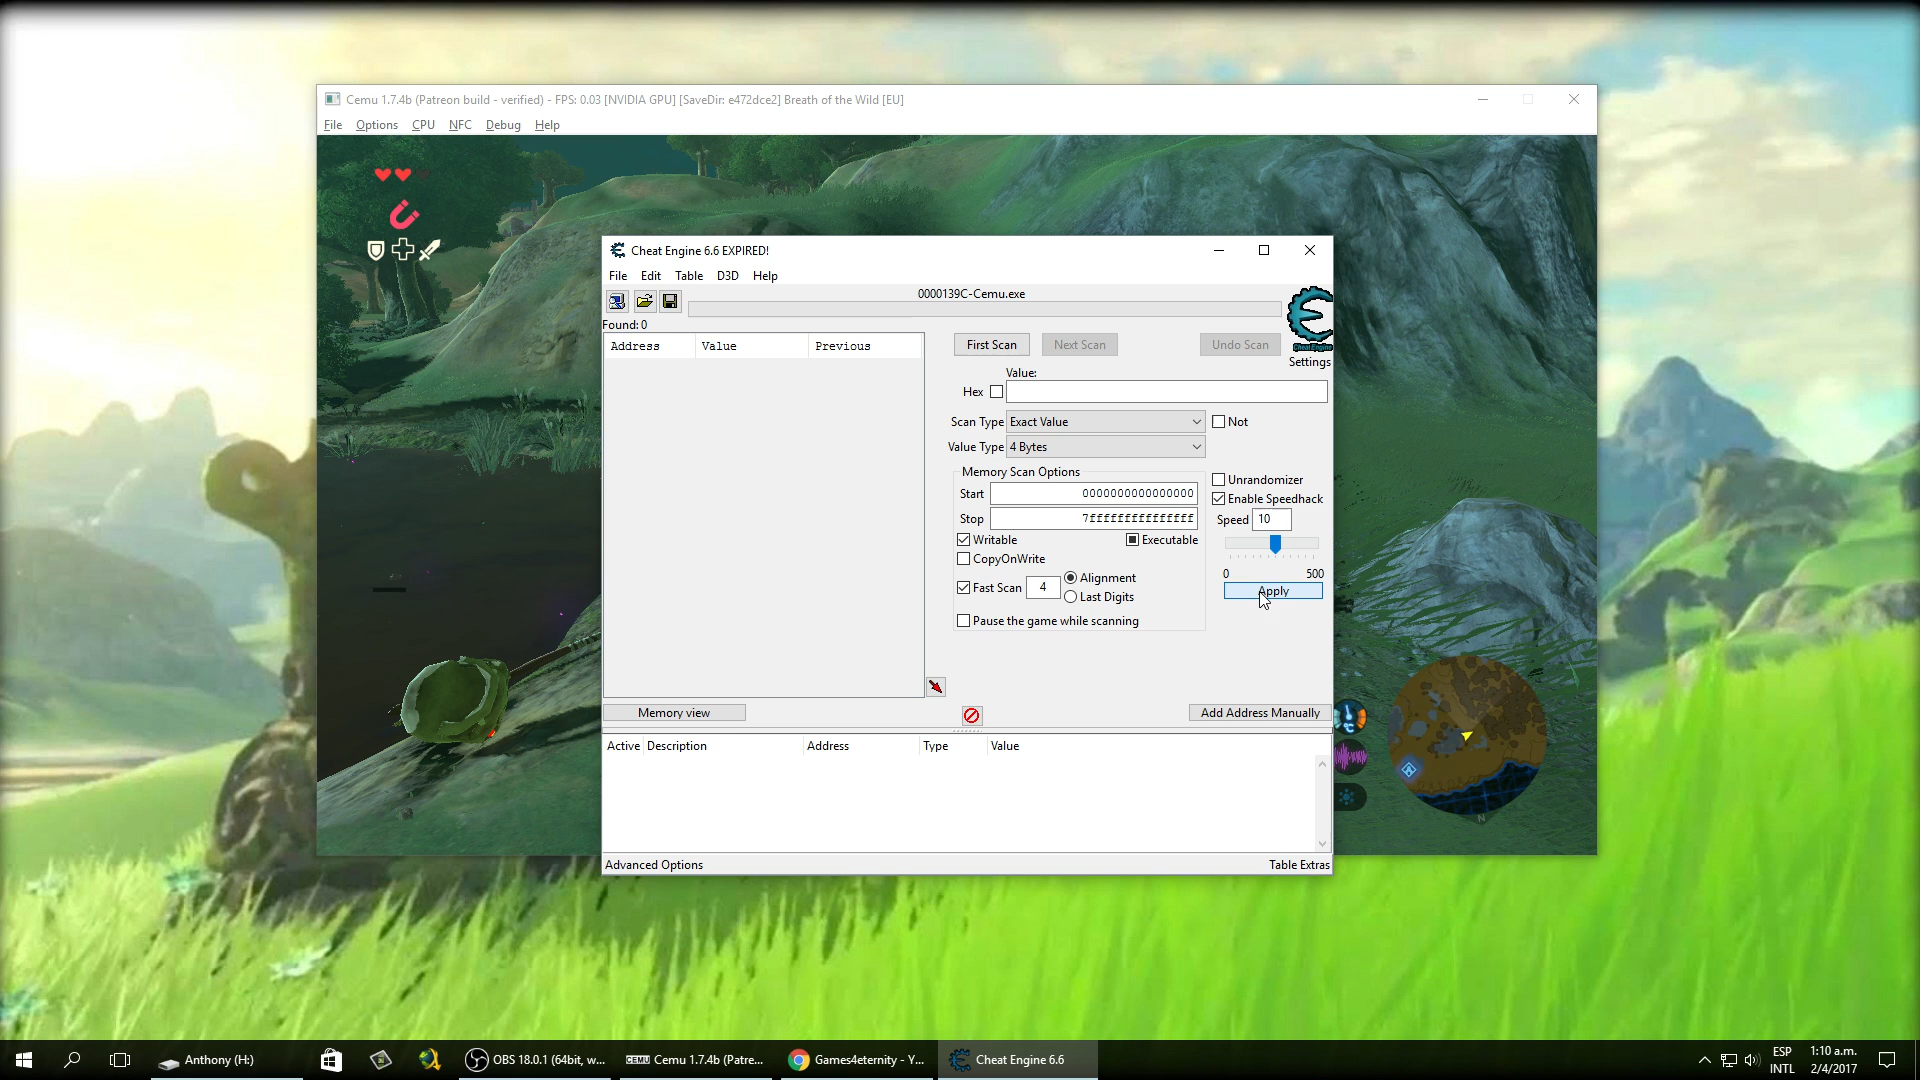 Cemu 1.7.4b (Patreon build - verified) - FPS: 0.03 [NVIDIA GPU] [SaveDir: e472dce2] Breath of the Wild [EU]
File Options CPU NFC Debug Help
Cheat Engine 6.6 EXPIRED!
File Edit Table D3D Help
0000139C-Cemu.exe
Found: 0
Address Value Previous
First Scan Next Scan Undo Scan
Cheat Engine
Settings
Value:
Hex
Scan Type Exact Value Not
Value Type 4 Bytes
Memory Scan Options
Start 0000000000000000
Stop 7fffffffffffffff
Unrandomizer
Enable Speedhack
Speed 10
Writable Executable
CopyOnWrite
Fast Scan 4 Alignment
Last Digits
0 500
Apply
Pause the game while scanning
Memory view Add Address Manually
Active Description Address Type Value
Advanced Options Table Extras
°C
N
Anthony (H:)
OBS 18.0.1 (64bit, w...
CEMU Cemu 1.7.4b (Patre...
Games4eternity - Y...
Cheat Engine 6.6
ESP
INTL
1:10 a.m.
2/4/2017